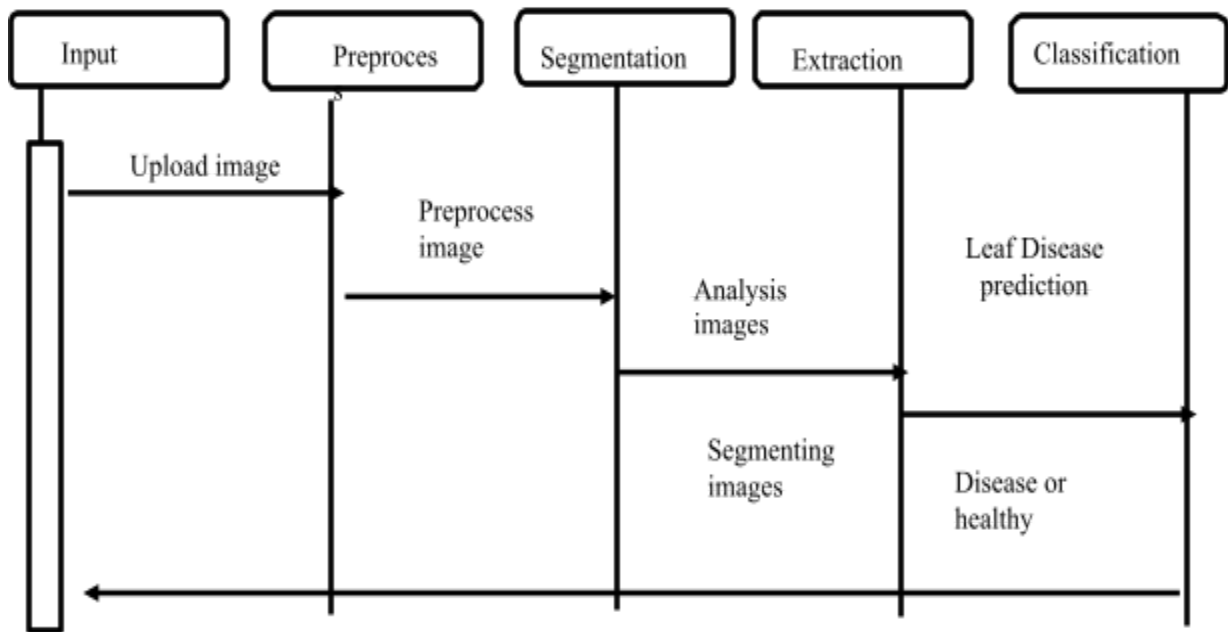 Input
Preproces
s
Segmentation
Extraction
Classification
Upload image
Preprocess
image
Analysis
images
Leaf Disease
prediction
Segmenting
images
Disease or
healthy